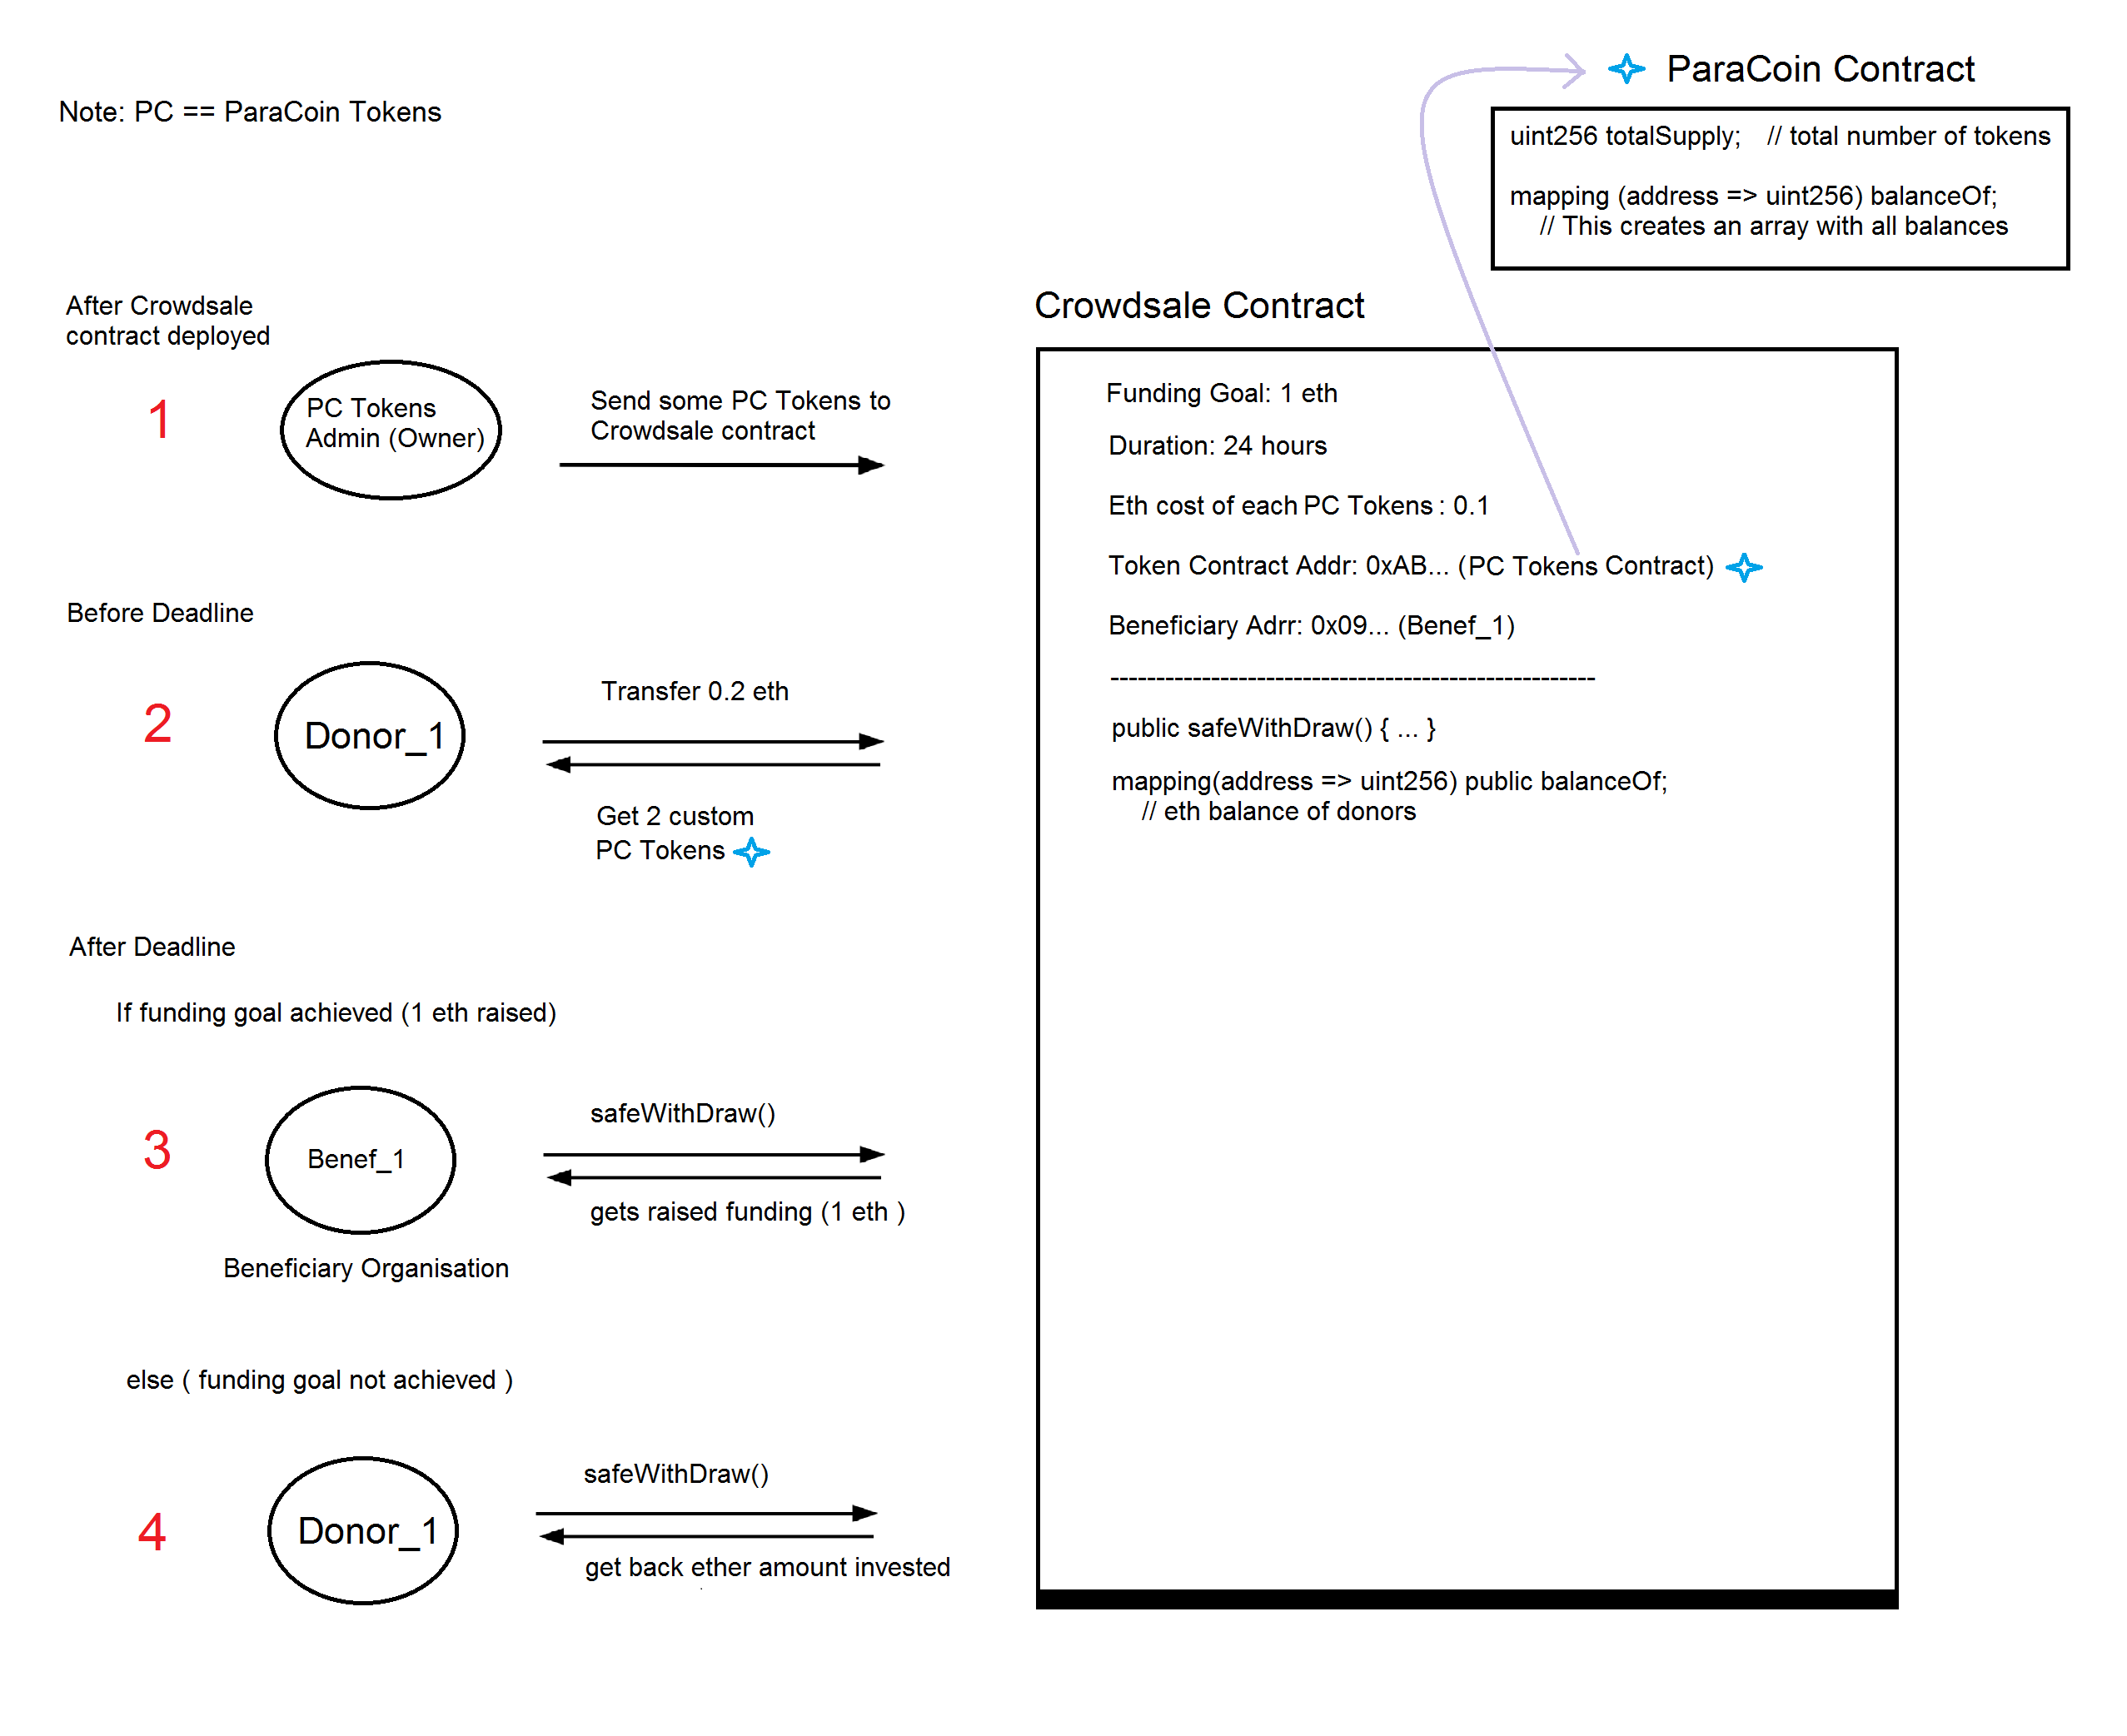 Note: PC == ParaCoin Tokens
ParaCoin Contract
uint256 totalSupply; // total number of tokens
mapping (address => uint256) balanceOf;
// This creates an array with all balances
After Crowdsale
contract deployed
1
PC Tokens
Admin (Owner)
Send some PC Tokens to
Crowdsale contract
Before Deadline
2
Donor_1
Transfer 0.2 eth
Get 2 custom
PC Tokens
After Deadline
If funding goal achieved (1 eth raised)
3
Benef_1
safeWithDraw()
gets raised funding (1 eth )
Beneficiary Organisation
else ( funding goal not achieved )
4
Donor_1
safeWithDraw()
get back ether amount invested
Crowdsale Contract
Funding Goal: 1 eth
Duration: 24 hours
Eth cost of each PC Tokens : 0.1
Token Contract Addr: 0xAB... (PC Tokens Contract)
Beneficiary Adrr: 0x09... (Benef_1)
-----------------------------------------------------
public safeWithDraw() { ... }
mapping(address => uint256) public balanceOf;
// eth balance of donors